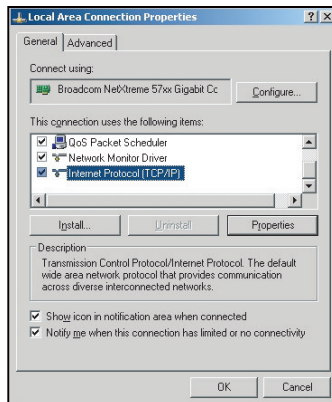 Local Area Connection Properties
General Advanced
Connect using:
Broadcom NetXtreme 57xx Gigabit Cc
Configure...
This connection uses the following items:
QoS Packet Scheduler
Network Monitor Driver
Internet Protocol (TCP/IP)
Install... Uninstall Properties
Description
Transmission Control Protocol/Internet Protocol. The default
wide area network protocol that provides communication
across diverse interconnected networks.
Show icon in notification area when connected
Notify me when this connection has limited or no connectivity
OK Cancel